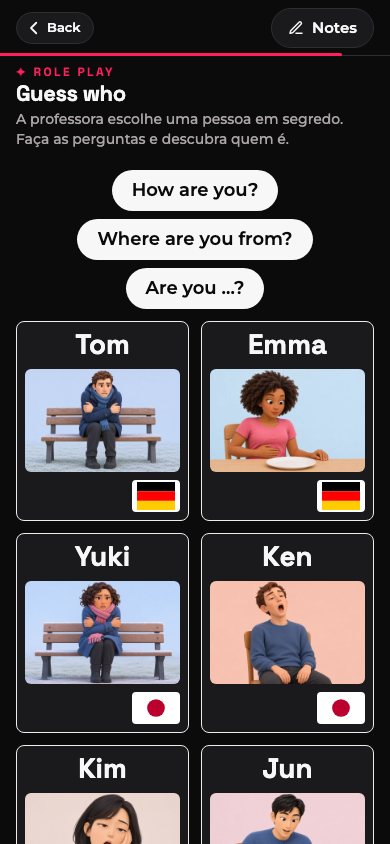 Back
Notes
ROLE PLAY
Guess who
A professora escolhe uma pessoa em segredo.
Faça as perguntas e descubra quem é.
How are you?
Where are you from?
Are you ...?
Tom
Emma
Yuki
Ken
Kim
Jun